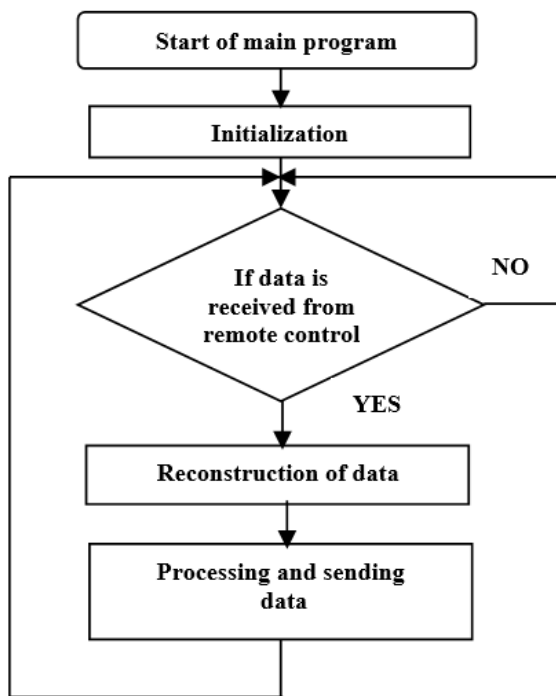 Start of main program
Initialization
If data is
received from
remote control
NO
YES
Reconstruction of data
Processing and sending
data